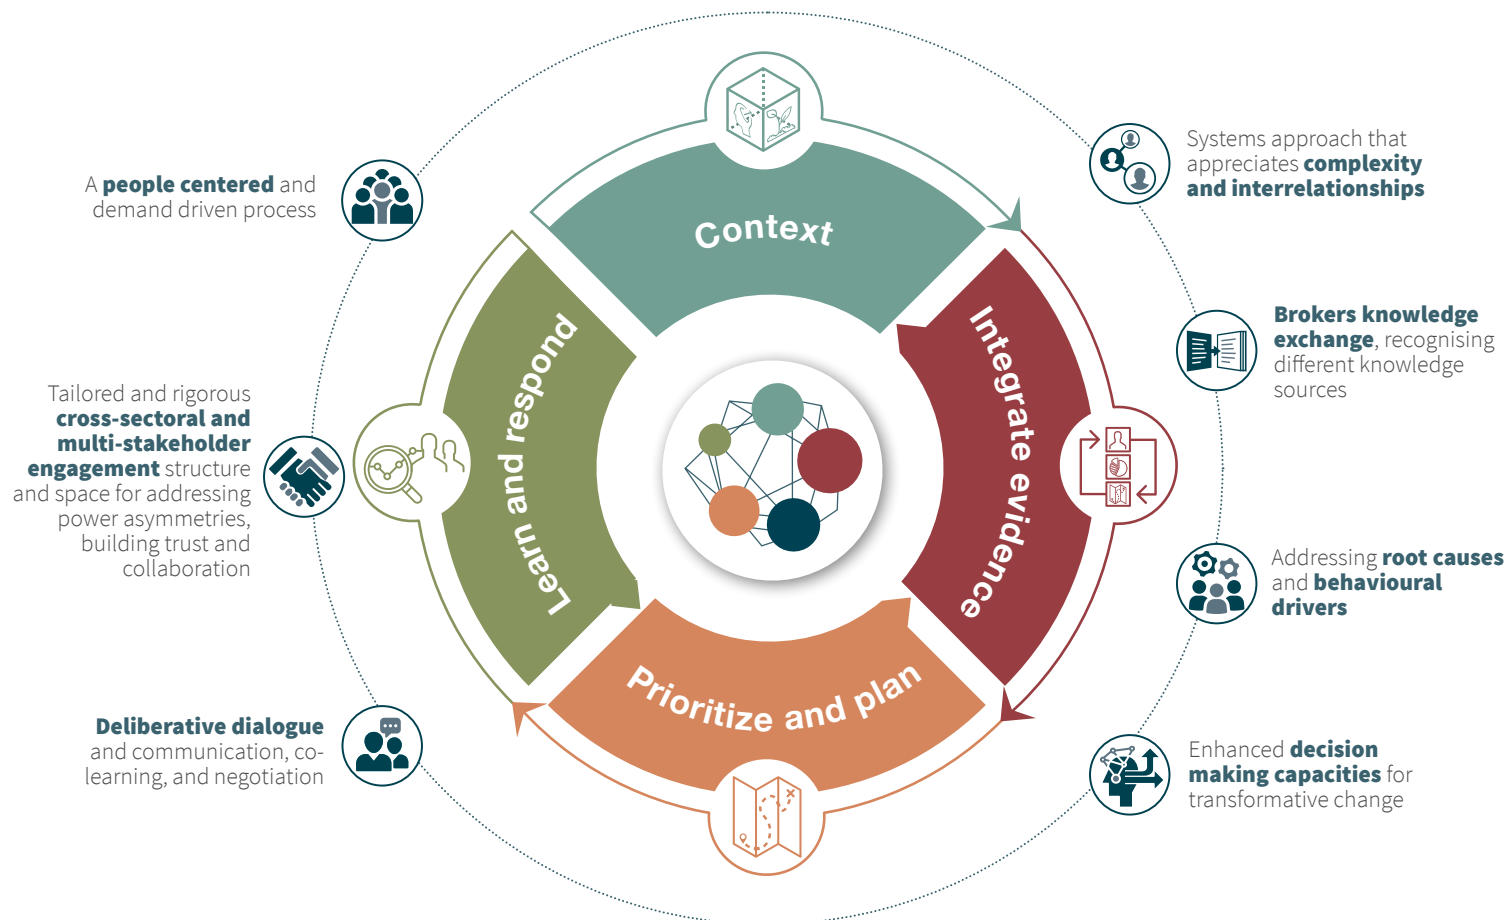 A people centered and
demand driven process
Tailored and rigorous
cross-sectoral and
multi-stakeholder
engagement structure
and space for addressing
power asymmetries,
building trust and
collaboration
Deliberative dialogue
and communication, co-
learning, and negotiation
Context
Integrate evidence
Prioritize and plan
Learn and respond
Systems approach that
appreciates complexity
and interrelationships
Brokers knowledge
exchange, recognising
different knowledge
sources
Addressing root causes
and behavioural
drivers
Enhanced decision
making capacities for
transformative change